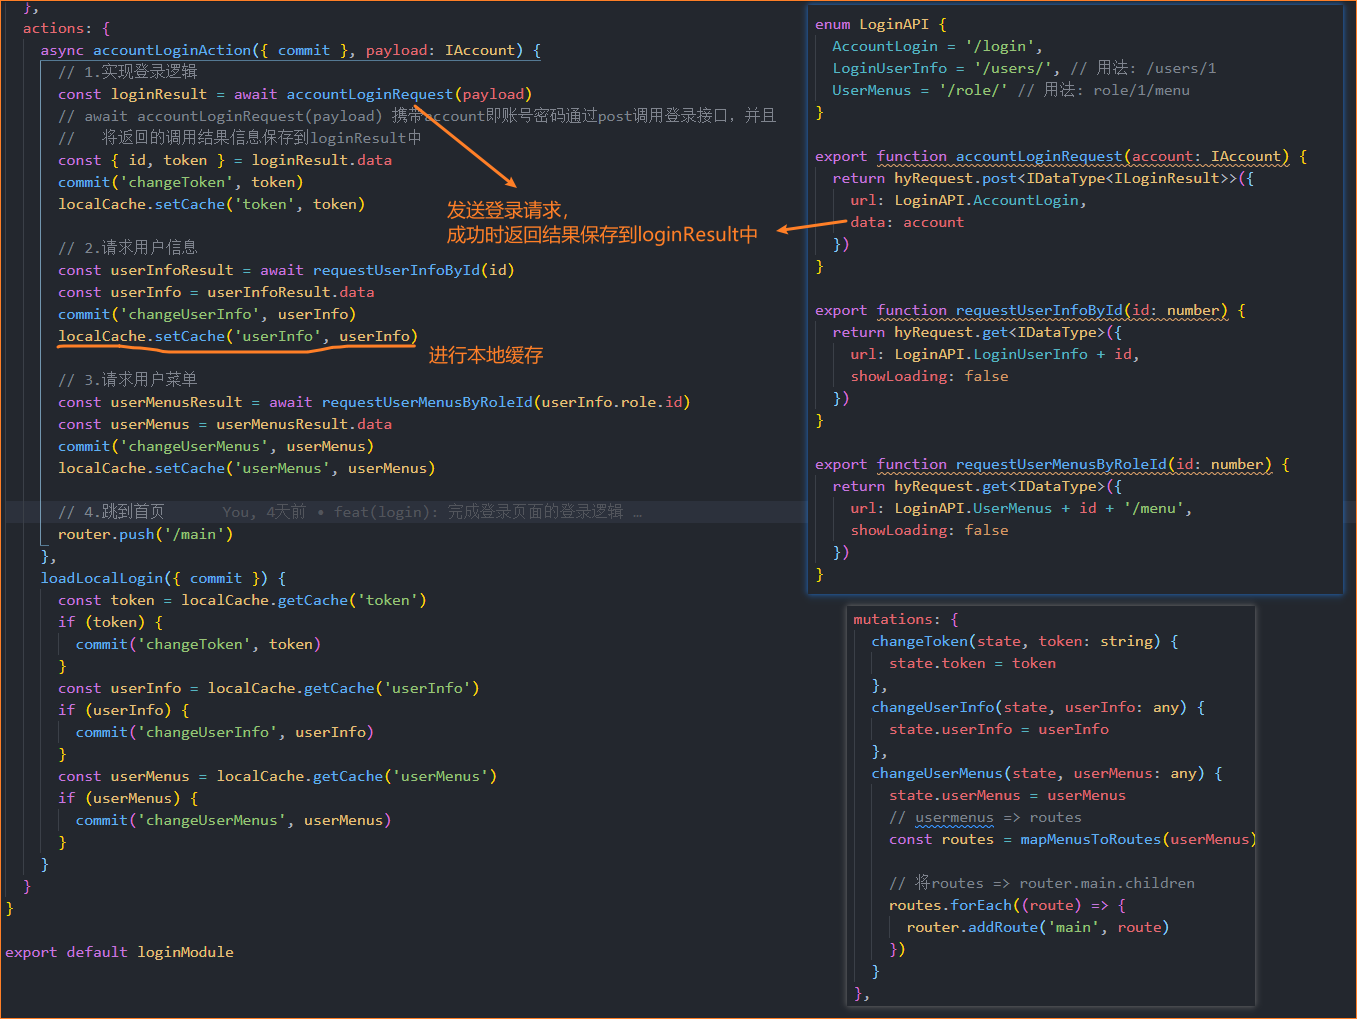 },
actions: {
async accountLoginAction({ commit }, payload: IAccount) {
// 1.实现登录逻辑
const loginResult = await accountLoginRequest(payload)
// await accountLoginRequest(payload) 携带account即账号密码通过post调用登录接口，并且
// 将返回的调用结果信息保存到loginResult中
const { id, token } = loginResult.data
commit('changeToken', token)
localCache.setCache('token', token)
发送登录请求，
成功时返回结果保存到loginResult中
// 2.请求用户信息
const userInfoResult = await requestUserInfoById(id)
const userInfo = userInfoResult.data
commit('changeUserInfo', userInfo)
localCache.setCache('userInfo', userInfo)
进行本地缓存
// 3.请求用户菜单
const userMenusResult = await requestUserMenusByRoleId(userInfo.role.id)
const userMenus = userMenusResult.data
commit('changeUserMenus', userMenus)
localCache.setCache('userMenus', userMenus)
// 4.跳到首页 You, 4天前 • feat(login): 完成登录页面的登录逻辑 …
router.push('/main')
},
loadLocalLogin({ commit }) {
const token = localCache.getCache('token')
if (token) {
commit('changeToken', token)
}
const userInfo = localCache.getCache('userInfo')
if (userInfo) {
commit('changeUserInfo', userInfo)
}
const userMenus = localCache.getCache('userMenus')
if (userMenus) {
commit('changeUserMenus', userMenus)
}
}
}
}
export default loginModule
enum LoginAPI {
AccountLogin = '/login',
LoginUserInfo = '/users/', // 用法: /users/1
UserMenus = '/role/' // 用法: role/1/menu
}
export function accountLoginRequest(account: IAccount) {
return hyRequest.post<IDataType<ILoginResult>>({
url: LoginAPI.AccountLogin,
data: account
})
}
export function requestUserInfoById(id: number) {
return hyRequest.get<IDataType>({
url: LoginAPI.LoginUserInfo + id,
showLoading: false
})
}
export function requestUserMenusByRoleId(id: number) {
return hyRequest.get<IDataType>({
url: LoginAPI.UserMenus + id + '/menu',
showLoading: false
})
}
mutations: {
changeToken(state, token: string) {
state.token = token
},
changeUserInfo(state, userInfo: any) {
state.userInfo = userInfo
},
changeUserMenus(state, userMenus: any) {
state.userMenus = userMenus
// usermenus => routes
const routes = mapMenusToRoutes(userMenus)
// 将routes => router.main.children
routes.forEach((route) => {
router.addRoute('main', route)
})
}
},